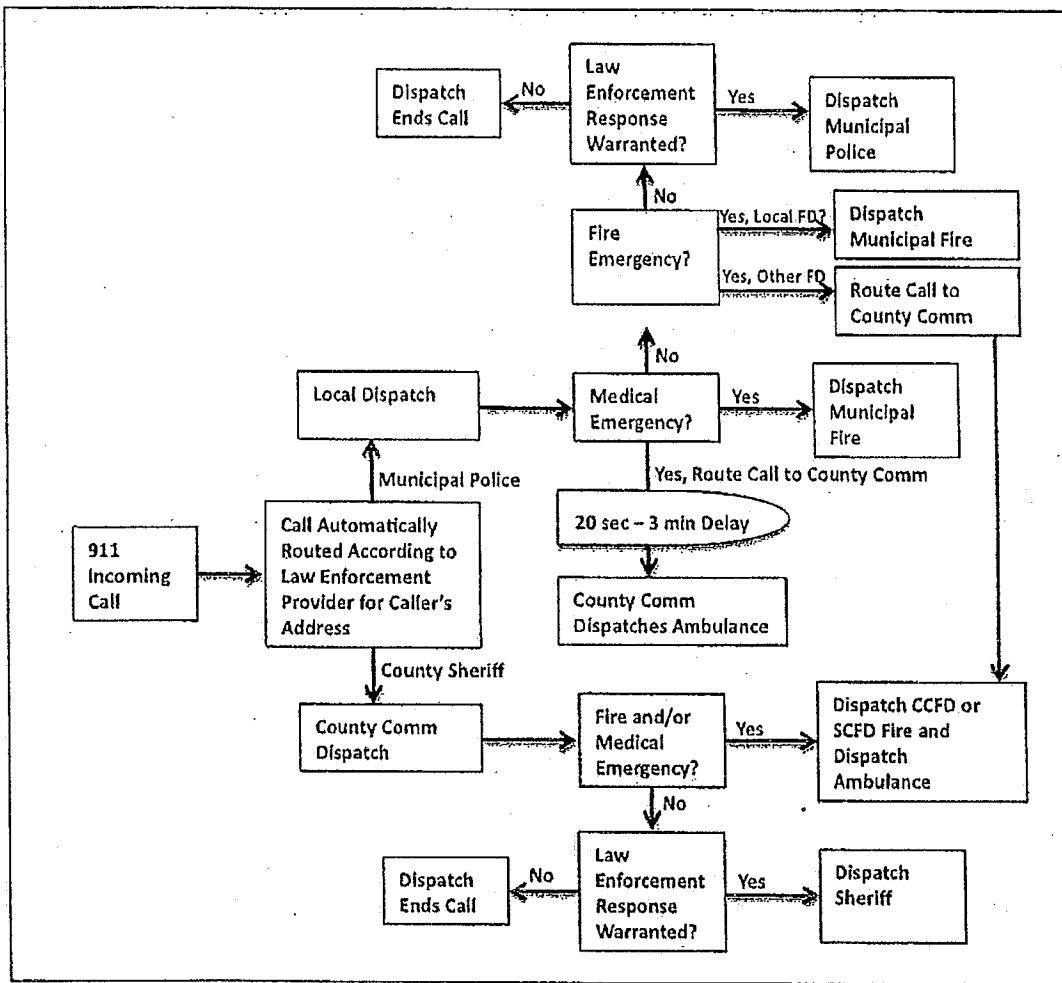 Law
Enforcement
Response
Warranted?
No
Dispatch
Ends Call
Yes
Dispatch
Municipal
Police
No
Fire
Emergency?
Yes, Local FD?
Dispatch
Municipal Fire
Yes, Other FD
Route Call to
County Comm
No
Local Dispatch
Medical
Emergency?
Yes
Dispatch
Municipal
Fire
Municipal Police
Yes, Route Call to County Comm
20 sec – 3 min Delay
County Comm
Dispatches Ambulance
911
Incoming
Call
Call Automatically
Routed According to
Law Enforcement
Provider for Caller's
Address
County Sheriff
County Comm
Dispatch
Fire and/or
Medical
Emergency?
Yes
Dispatch CCFD or
SCFD Fire and
Dispatch
Ambulance
No
Law
Enforcement
Response
Warranted?
No
Dispatch
Ends Call
Yes
Dispatch
Sheriff